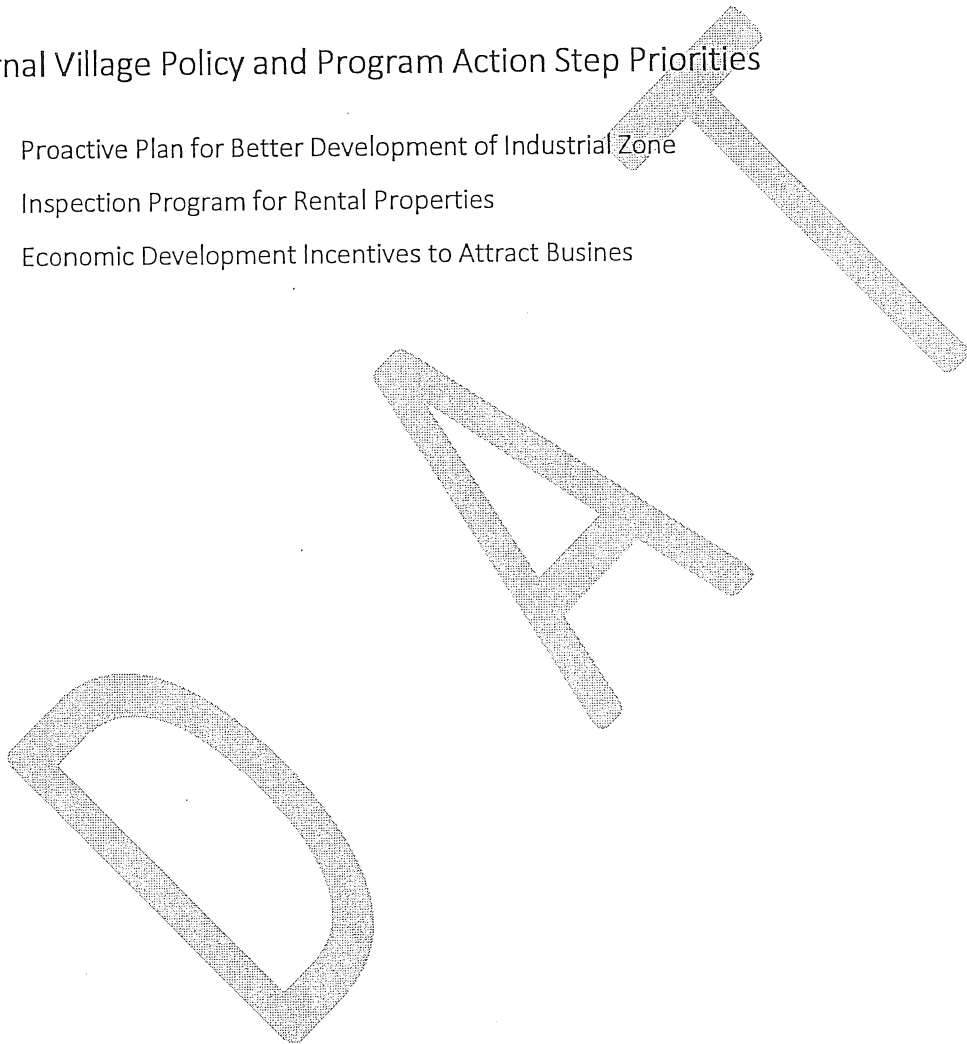 rnal Village Policy and Program Action Step Priorities
Proactive Plan for Better Development of Industrial Zone
Inspection Program for Rental Properties
Economic Development Incentives to Attract Busines
D A T